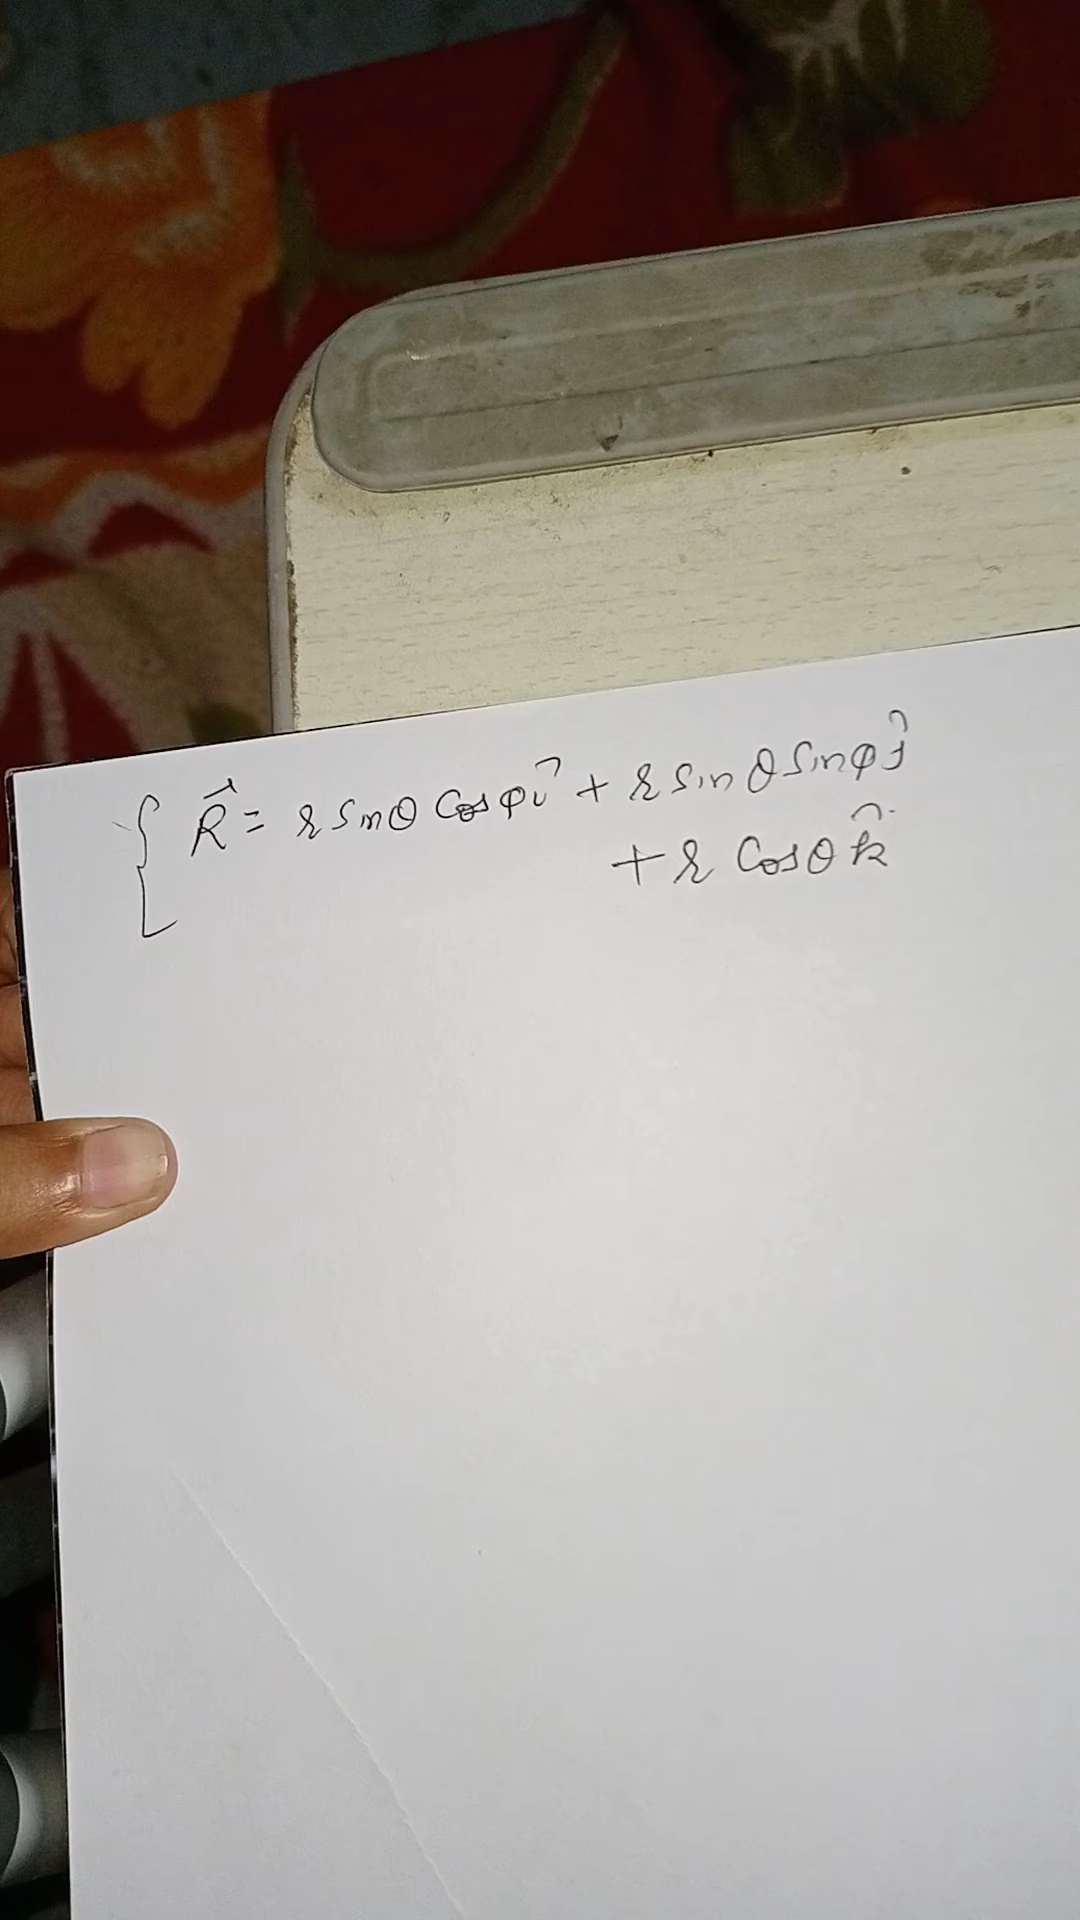 R⃗ = r sinθ cosφ î + r sinθ sinφ ĵ
+ r cosθ k̂